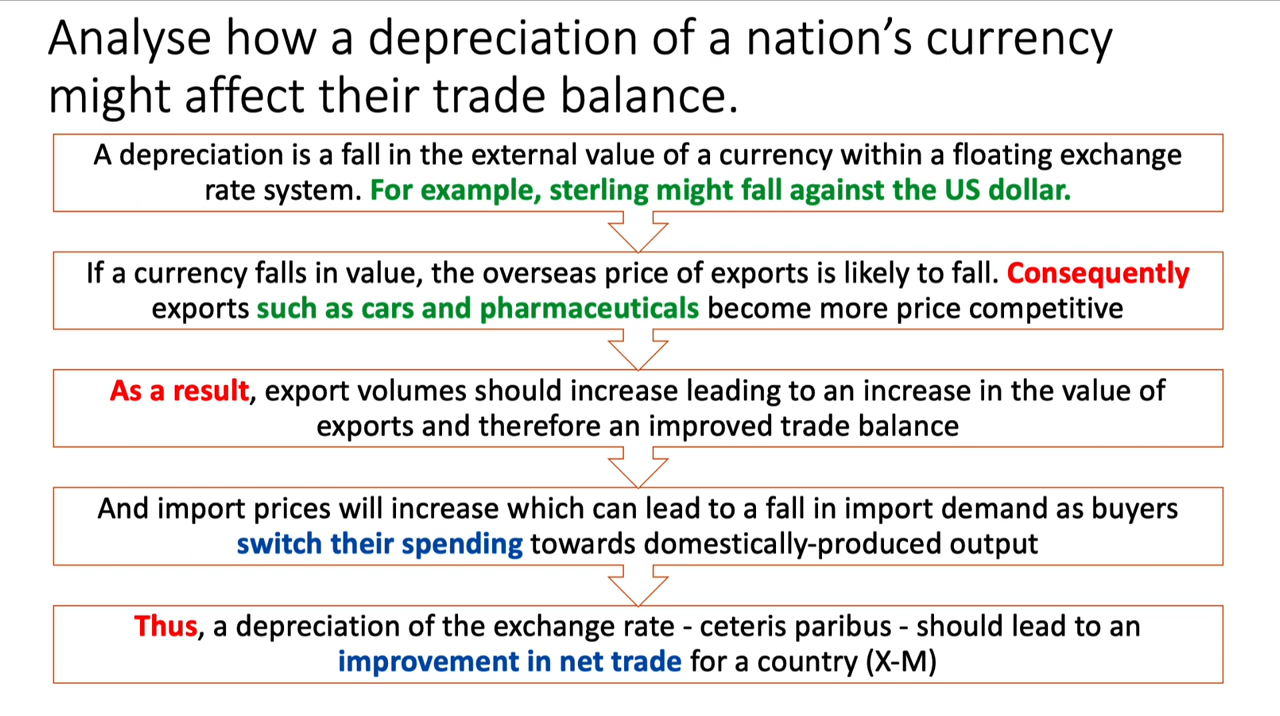 Analyse how a depreciation of a nation’s currency
might affect their trade balance.
A depreciation is a fall in the external value of a currency within a floating exchange
rate system. For example, sterling might fall against the US dollar.
If a currency falls in value, the overseas price of exports is likely to fall. Consequently
exports such as cars and pharmaceuticals become more price competitive
As a result, export volumes should increase leading to an increase in the value of
exports and therefore an improved trade balance
And import prices will increase which can lead to a fall in import demand as buyers
switch their spending towards domestically-produced output
Thus, a depreciation of the exchange rate - ceteris paribus - should lead to an
improvement in net trade for a country (X-M)